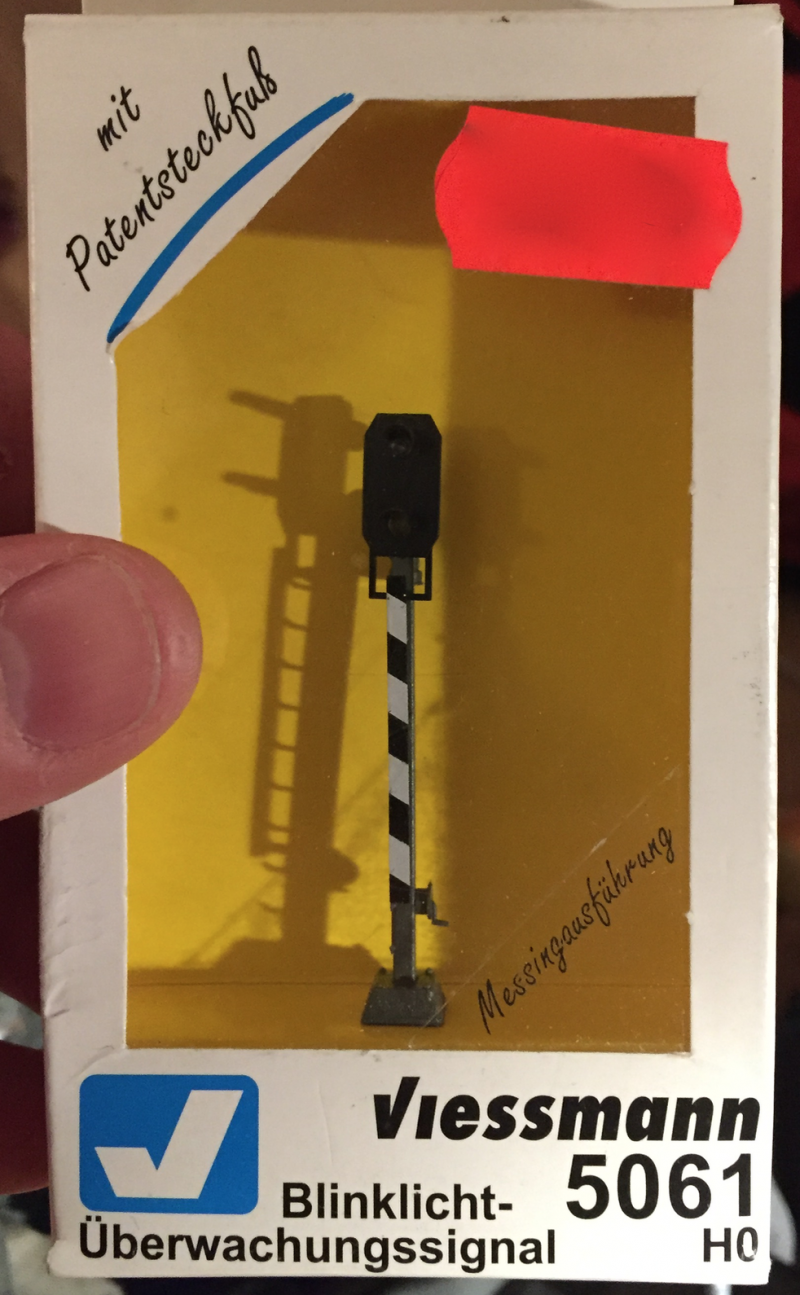 mit
Patentsteckfuß
Messingausführung
Viessmann
5061
Blinklicht-
Überwachungssignal
H0